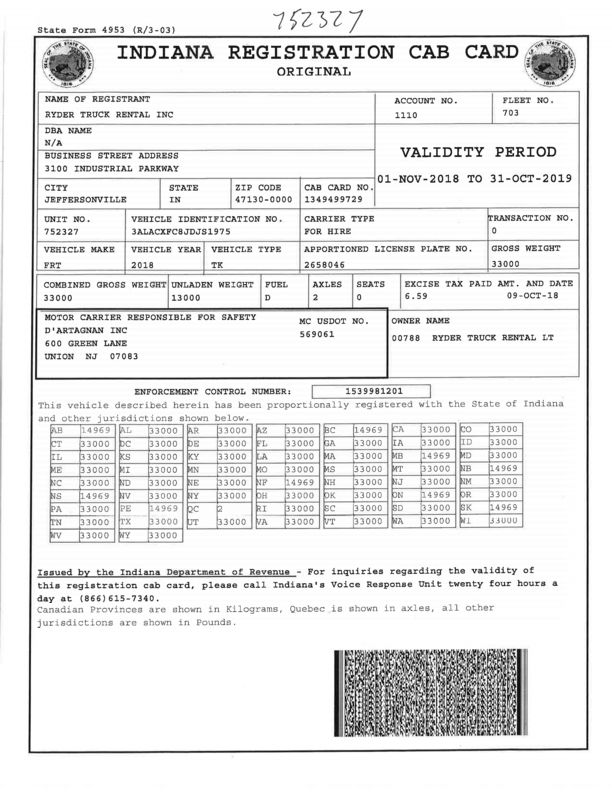 State Form 4953 (R/3-03)
752327
INDIANA REGISTRATION CAB CARD
ORIGINAL
NAME OF REGISTRANT
RYDER TRUCK RENTAL INC
ACCOUNT NO.
1110
FLEET NO.
703
DBA NAME
N/A
BUSINESS STREET ADDRESS
3100 INDUSTRIAL PARKWAY
VALIDITY PERIOD
01-NOV-2018 TO 31-OCT-2019
CITY
JEFFERSONVILLE
STATE
IN
ZIP CODE
47130-0000
CAB CARD NO.
1349499729
UNIT NO.
752327
VEHICLE IDENTIFICATION NO.
3ALACXFC8JDJS1975
CARRIER TYPE
FOR HIRE
TRANSACTION NO.
0
VEHICLE MAKE
FRT
VEHICLE YEAR
2018
VEHICLE TYPE
TK
APPORTIONED LICENSE PLATE NO.
2658046
GROSS WEIGHT
33000
COMBINED GROSS WEIGHT
33000
UNLADEN WEIGHT
13000
FUEL
D
AXLES
2
SEATS
0
EXCISE TAX PAID AMT. AND DATE
6.59 09-OCT-18
MOTOR CARRIER RESPONSIBLE FOR SAFETY
D'ARTAGNAN INC
600 GREEN LANE
UNION NJ 07083
MC USDOT NO.
569061
OWNER NAME
00788 RYDER TRUCK RENTAL LT
ENFORCEMENT CONTROL NUMBER: 1539981201
This vehicle described herein has been proportionally registered with the State of Indiana
and other jurisdictions shown below.
AB 14969 AL 33000 AR 33000 AZ 33000 BC 14969 CA 33000 CO 33000
CT 33000 DC 33000 DE 33000 FL 33000 GA 33000 IA 33000 ID 33000
IL 33000 KS 33000 KY 33000 LA 33000 MA 33000 MB 14969 MD 33000
ME 33000 MI 33000 MN 33000 MO 33000 MS 33000 MT 33000 NB 14969
NC 33000 ND 33000 NE 33000 NF 14969 NH 33000 NJ 33000 NM 33000
NS 14969 NV 33000 NY 33000 OH 33000 OK 33000 ON 14969 OR 33000
PA 33000 PE 14969 QC 2 RI 33000 SC 33000 SD 33000 SK 14969
TN 33000 TX 33000 UT 33000 VA 33000 VT 33000 WA 33000 WI 33000
WV 33000 WY 33000
Issued by the Indiana Department of Revenue - For inquiries regarding the validity of
this registration cab card, please call Indiana's Voice Response Unit twenty four hours a
day at (866)615-7340.
Canadian Provinces are shown in Kilograms, Quebec is shown in axles, all other
jurisdictions are shown in Pounds.